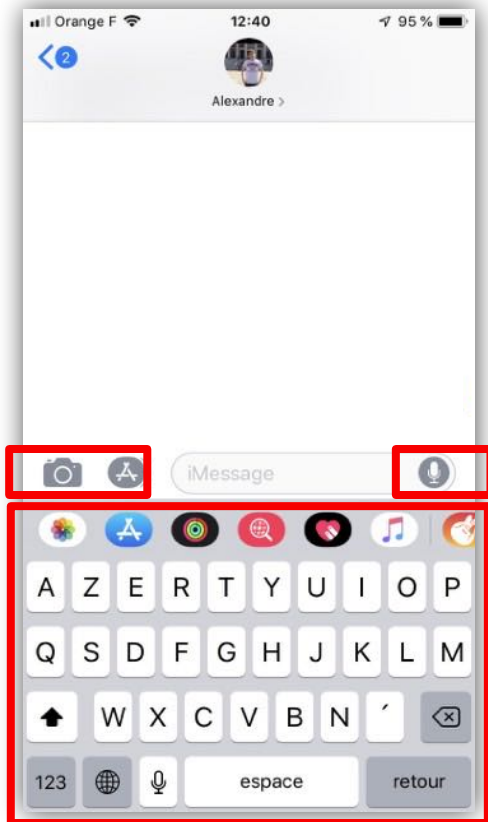 Orange F 12:40 95 %
2
Alexandre >
iMessage
A Z E R T Y U I O P
Q S D F G H J K L M
W X C V B N ´
123 espace retour